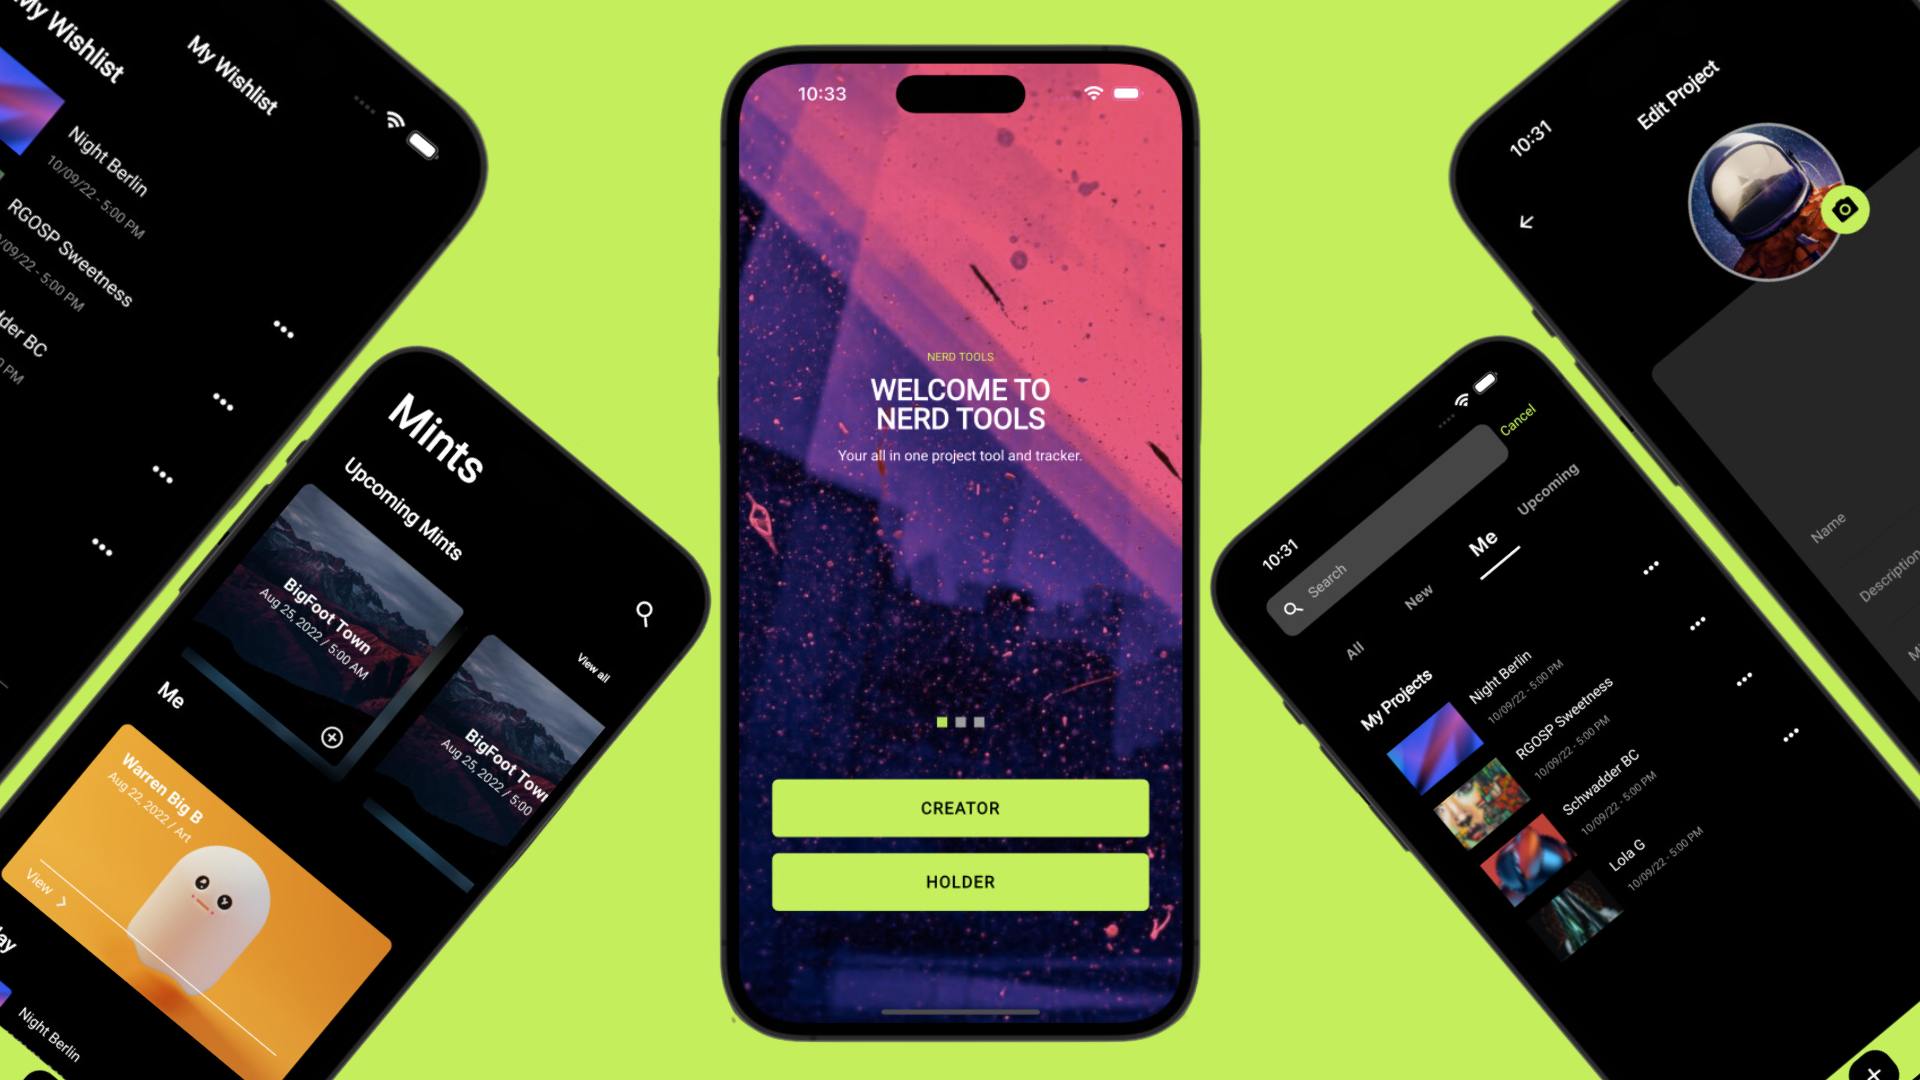 My Wishlist
My Wishlist
Night Berlin
10/09/22 - 5:00 PM
RGOSP Sweetness
10/09/22 - 5:00 PM
BC
PM
Mints
Upcoming Mints
View all
BigFoot Town
Aug 25, 2022 / 5:00 AM
BigFoot Town
Aug 25, 2022 / 5:00
Me
Warren Big B
Aug 22, 2022 / Art
View
Night Berlin
10:33
NERD TOOLS
WELCOME TO
NERD TOOLS
Your all in one project tool and tracker.
CREATOR
HOLDER
10:31
Search
Cancel
All
New
Me
Upcoming
My Projects
Night Berlin
10/09/22 - 5:00 PM
RGOSP Sweetness
10/09/22 - 5:00 PM
Schwadder BC
10/09/22 - 5:00 PM
Lola G
10/09/22 - 5:00 PM
10:31
Edit Project
Name
Description